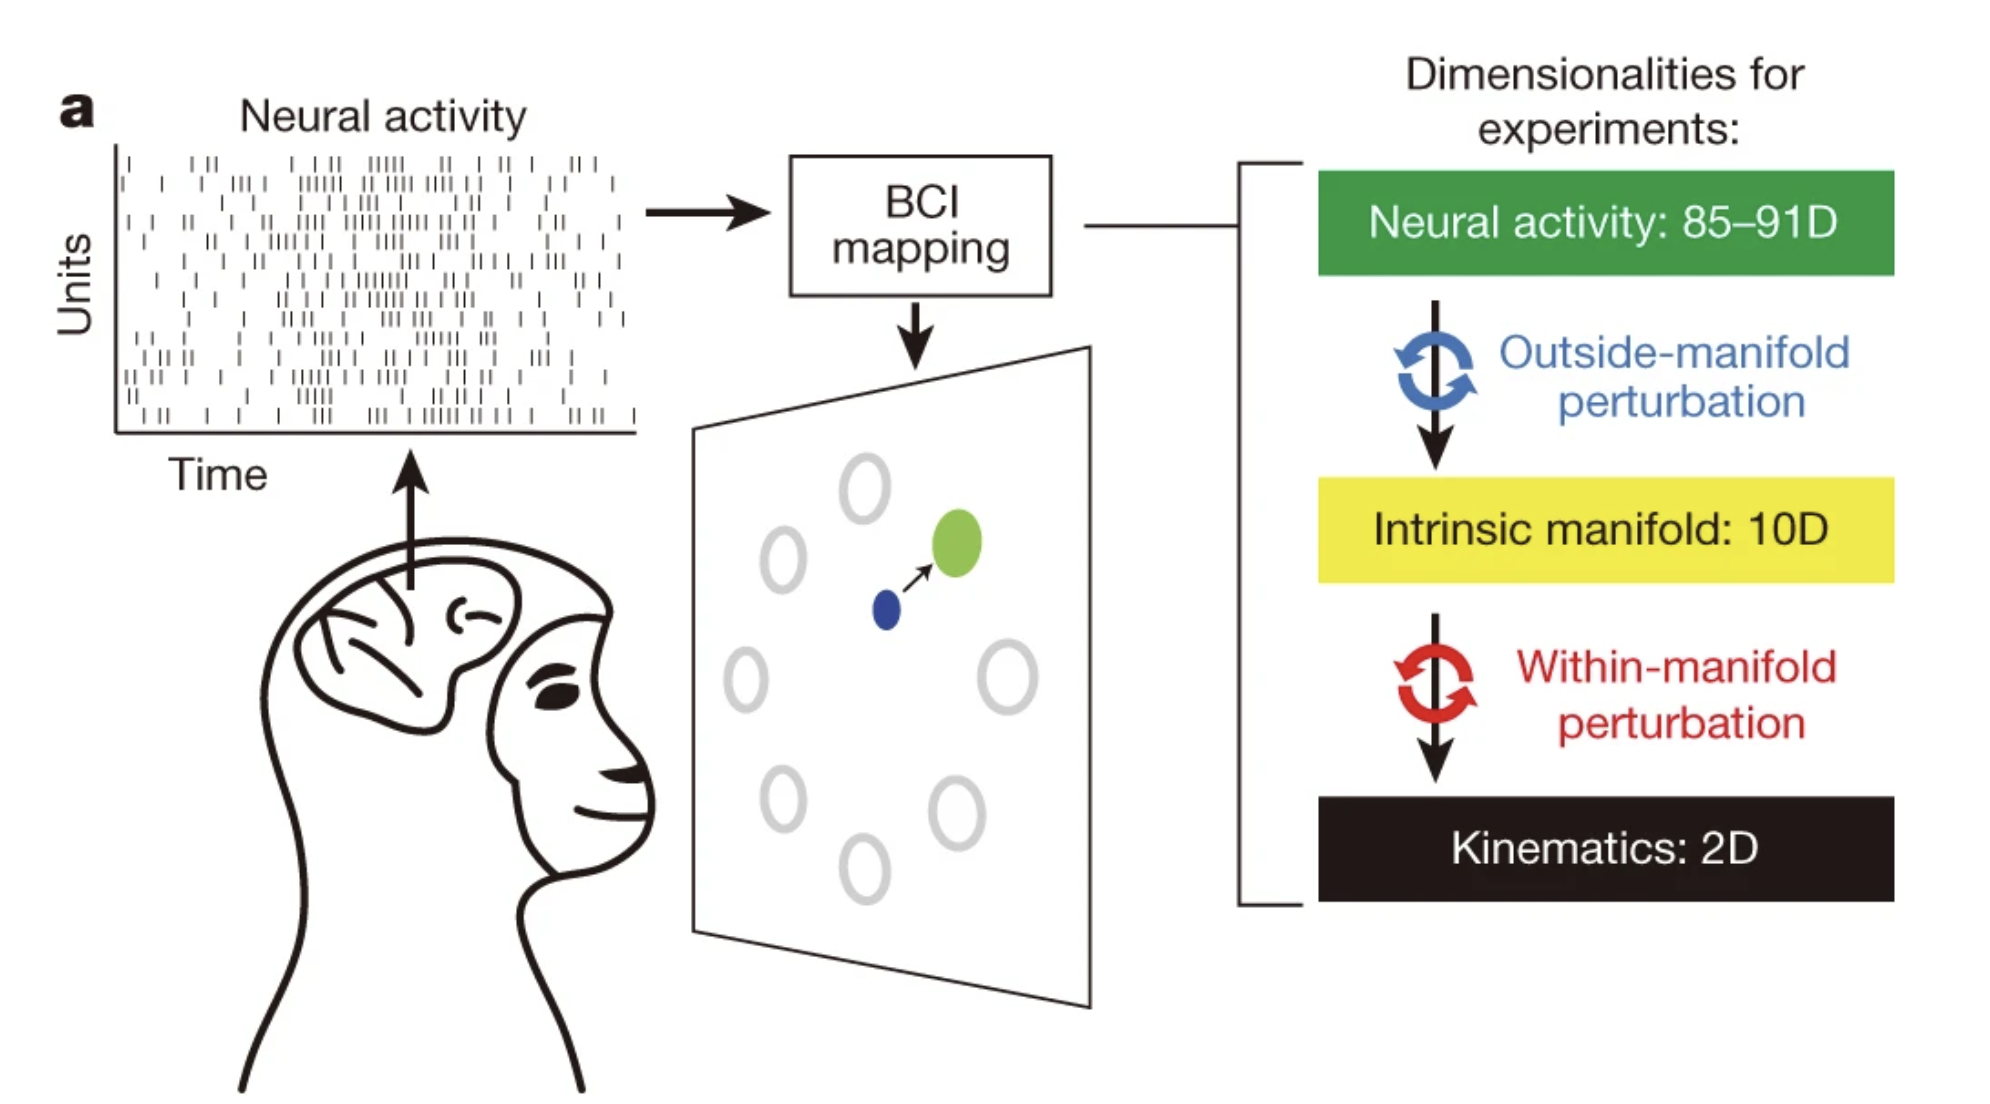 a
Neural activity
Units
Time
BCI
mapping
Dimensionalities for
experiments:
Neural activity: 85–91D
Outside-manifold
perturbation
Intrinsic manifold: 10D
Within-manifold
perturbation
Kinematics: 2D